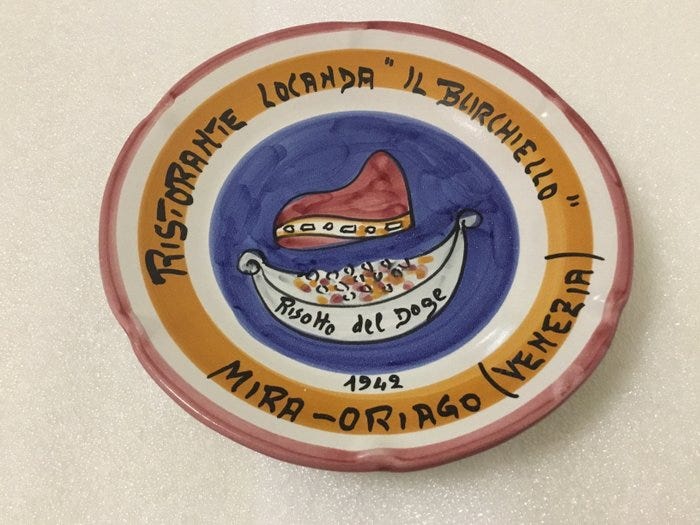 RISTORANTE LOCANDA "IL BURCHIELLO"
Risotto del Doge
1942
MIRA-ORIAGO (VENEZIA)